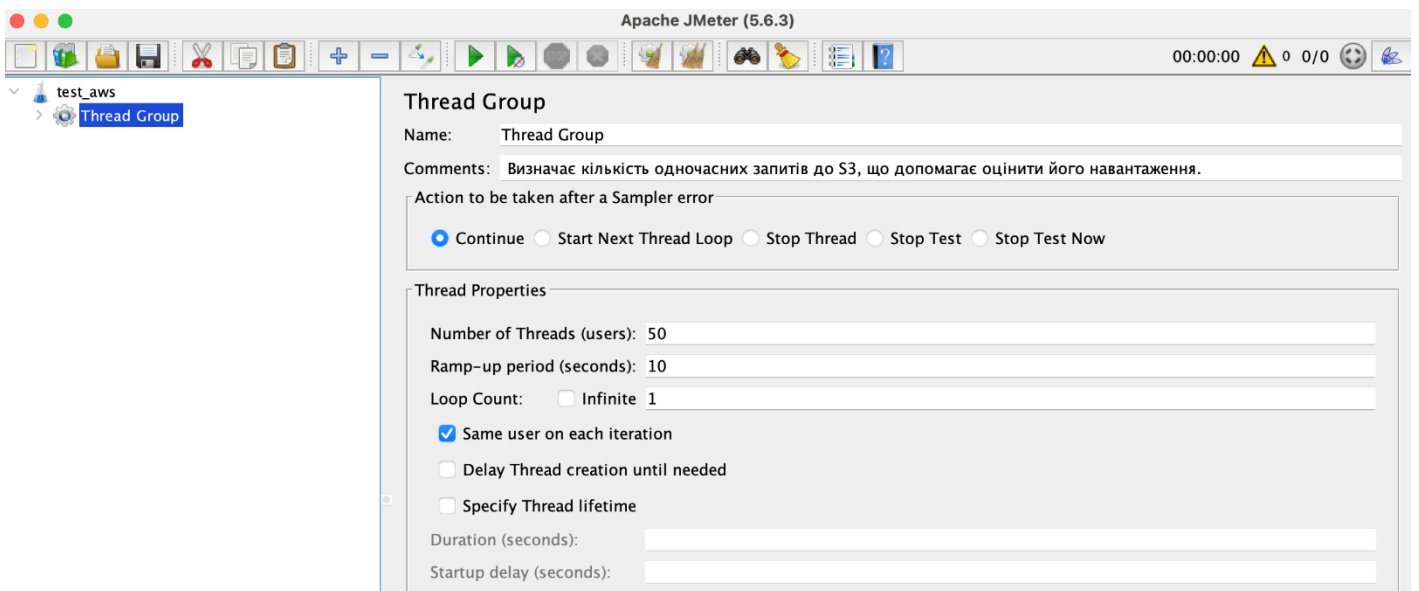 Apache JMeter (5.6.3)
00:00:00 0 0/0
test_aws
Thread Group
Thread Group
Name: Thread Group
Comments: Визначає кількість одночасних запитів до S3, що допомагає оцінити його навантаження.
Action to be taken after a Sampler error
Continue Start Next Thread Loop Stop Thread Stop Test Stop Test Now
Thread Properties
Number of Threads (users): 50
Ramp-up period (seconds): 10
Loop Count: Infinite 1
Same user on each iteration
Delay Thread creation until needed
Specify Thread lifetime
Duration (seconds):
Startup delay (seconds):